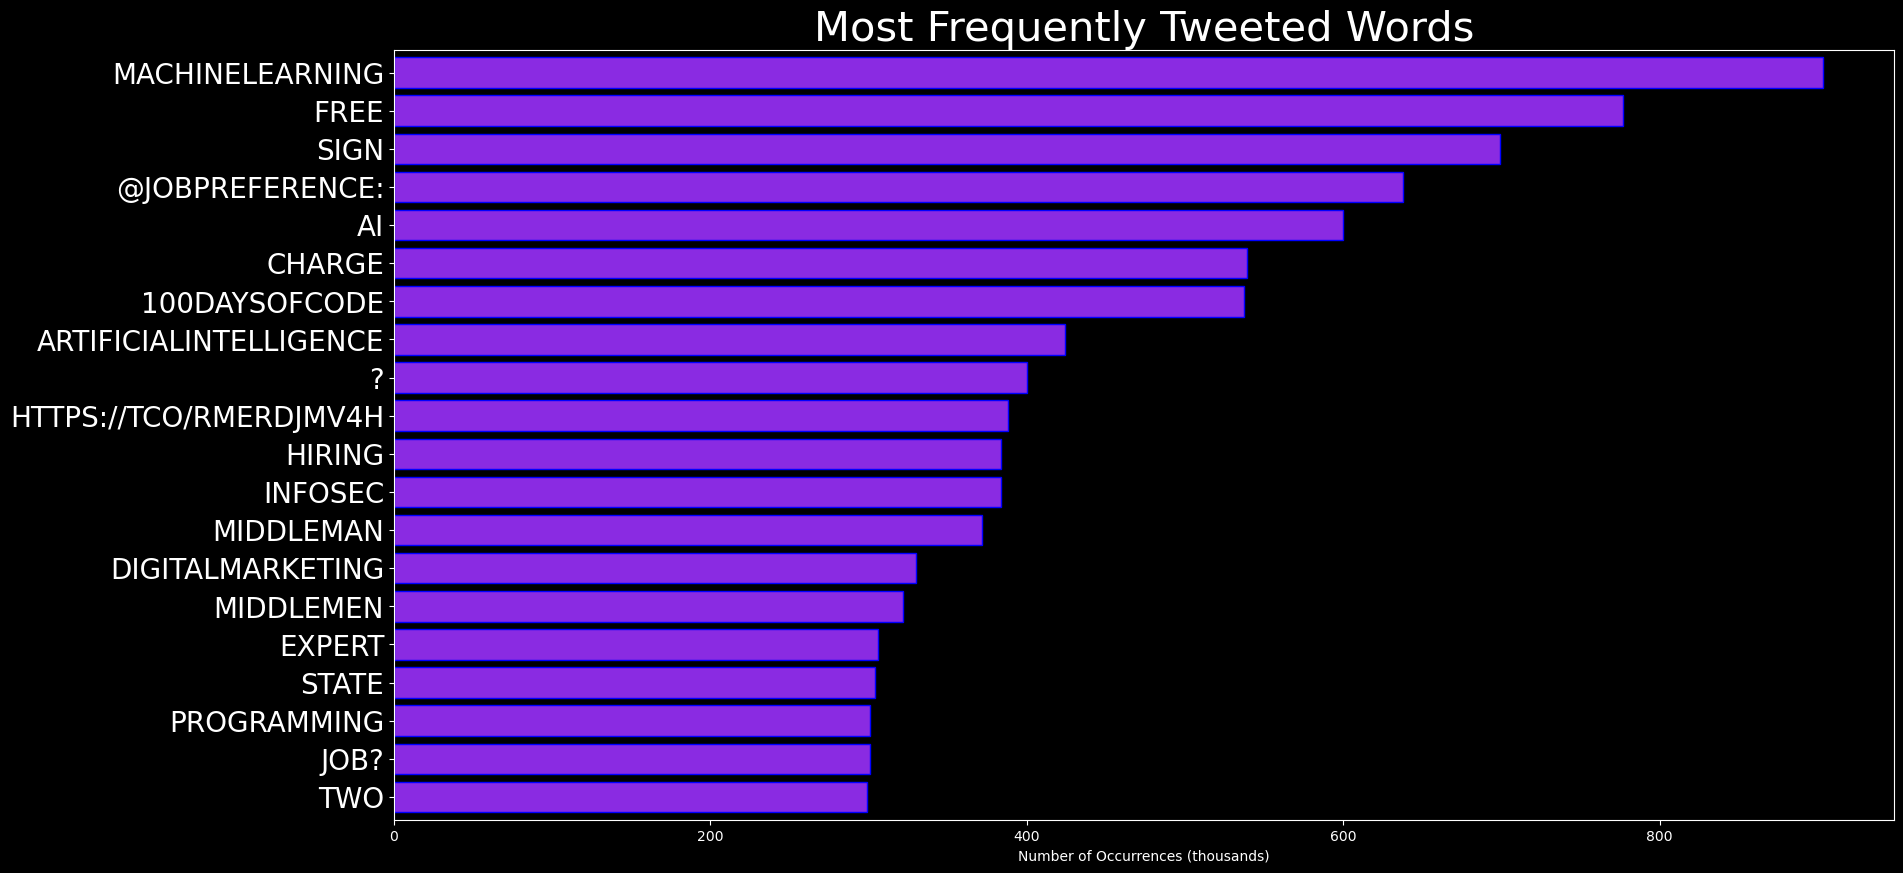 Most Frequently Tweeted Words
MACHINELEARNING
FREE
SIGN
@JOBPREFERENCE:
AI
CHARGE
100DAYSOFCODE
ARTIFICIALINTELLIGENCE
?
HTTPS://TCO/RMERDJMV4H
HIRING
INFOSEC
MIDDLEMAN
DIGITALMARKETING
MIDDLEMEN
EXPERT
STATE
PROGRAMMING
JOB?
TWO
0 200 400 600 800
Number of Occurrences (thousands)